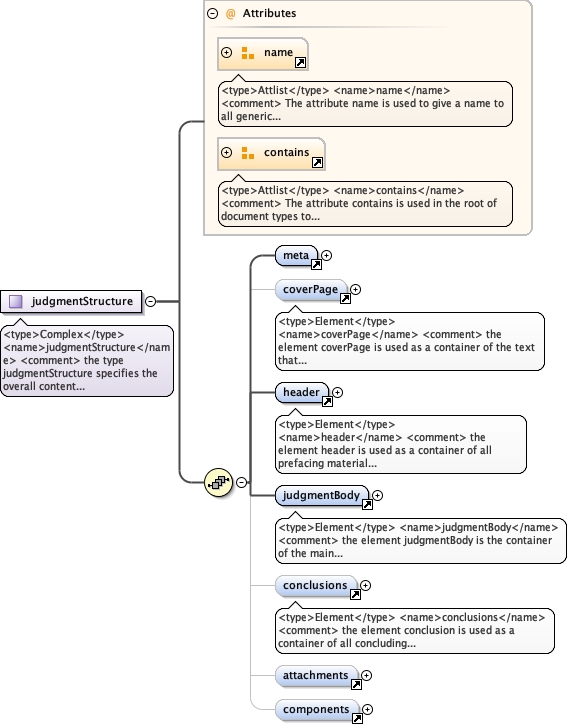 @ Attributes
name
<type>Attlist</type> <name>name</name>
<comment> The attribute name is used to give a name to
all generic...
contains
<type>Attlist</type> <name>contains</name>
<comment> The attribute contains is used in the root of
document types to...
judgmentStructure
<type>Complex</type>
<name>judgmentStructure</nam
e> <comment> the type
judgmentStructure specifies the
overall content...
meta
coverPage
<type>Element</type>
<name>coverPage</name> <comment> the
element coverPage is used as a container of the text
that...
header
<type>Element</type>
<name>header</name> <comment> the
element header is used as a container of all
prefacing material...
judgmentBody
<type>Element</type> <name>judgmentBody</name>
<comment> the element judgmentBody is the container
of the main...
conclusions
<type>Element</type> <name>conclusions</name>
<comment> the element conclusion is used as a
container of all concluding...
attachments
components